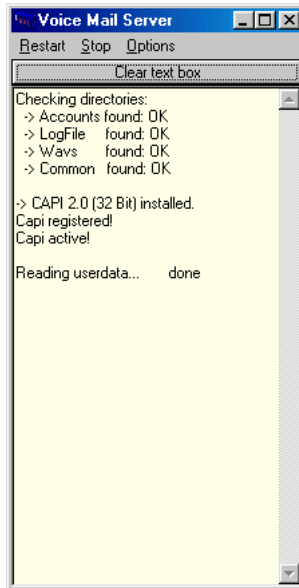 Voice Mail Server
Restart Stop Options
Clear text box
Checking directories:
-> Accounts found: OK
-> LogFile found: OK
-> Wavs found: OK
-> Common found: OK
-> CAPI 2.0 (32 Bit) installed.
Capi registered!
Capi active!
Reading userdata... done